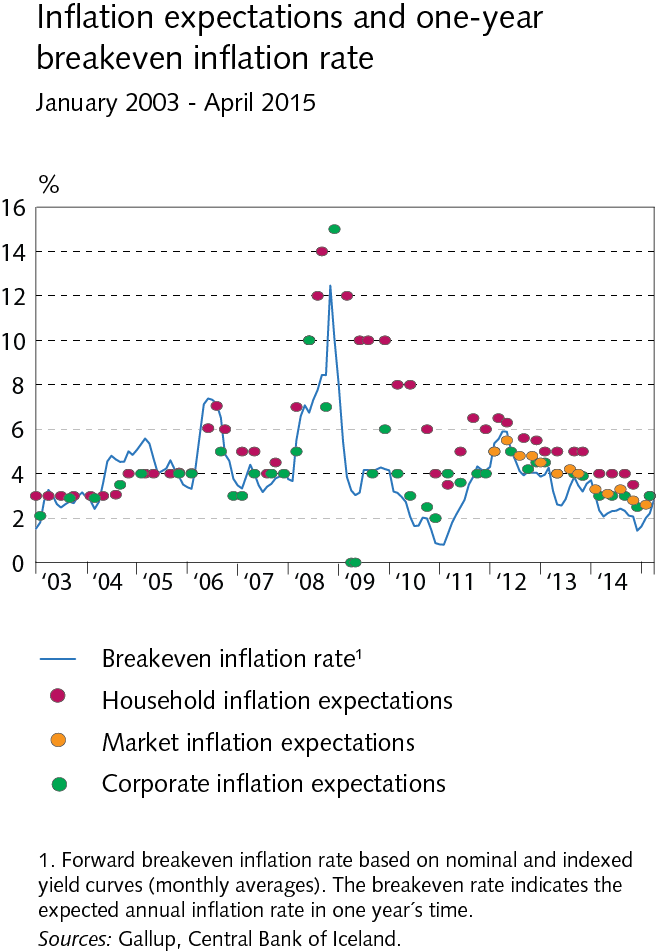 Inflation expectations and one-year
breakeven inflation rate
January 2003 - April 2015
%
16
14
12
10
8
6
4
2
0
‘03 ‘04 ‘05 ‘06 ‘07 ‘08 ‘09 ‘10 ‘11 ‘12 ‘13 ‘14
Breakeven inflation rate¹
Household inflation expectations
Market inflation expectations
Corporate inflation expectations
1. Forward breakeven inflation rate based on nominal and indexed
yield curves (monthly averages). The breakeven rate indicates the
expected annual inflation rate in one year´s time.
Sources: Gallup, Central Bank of Iceland.